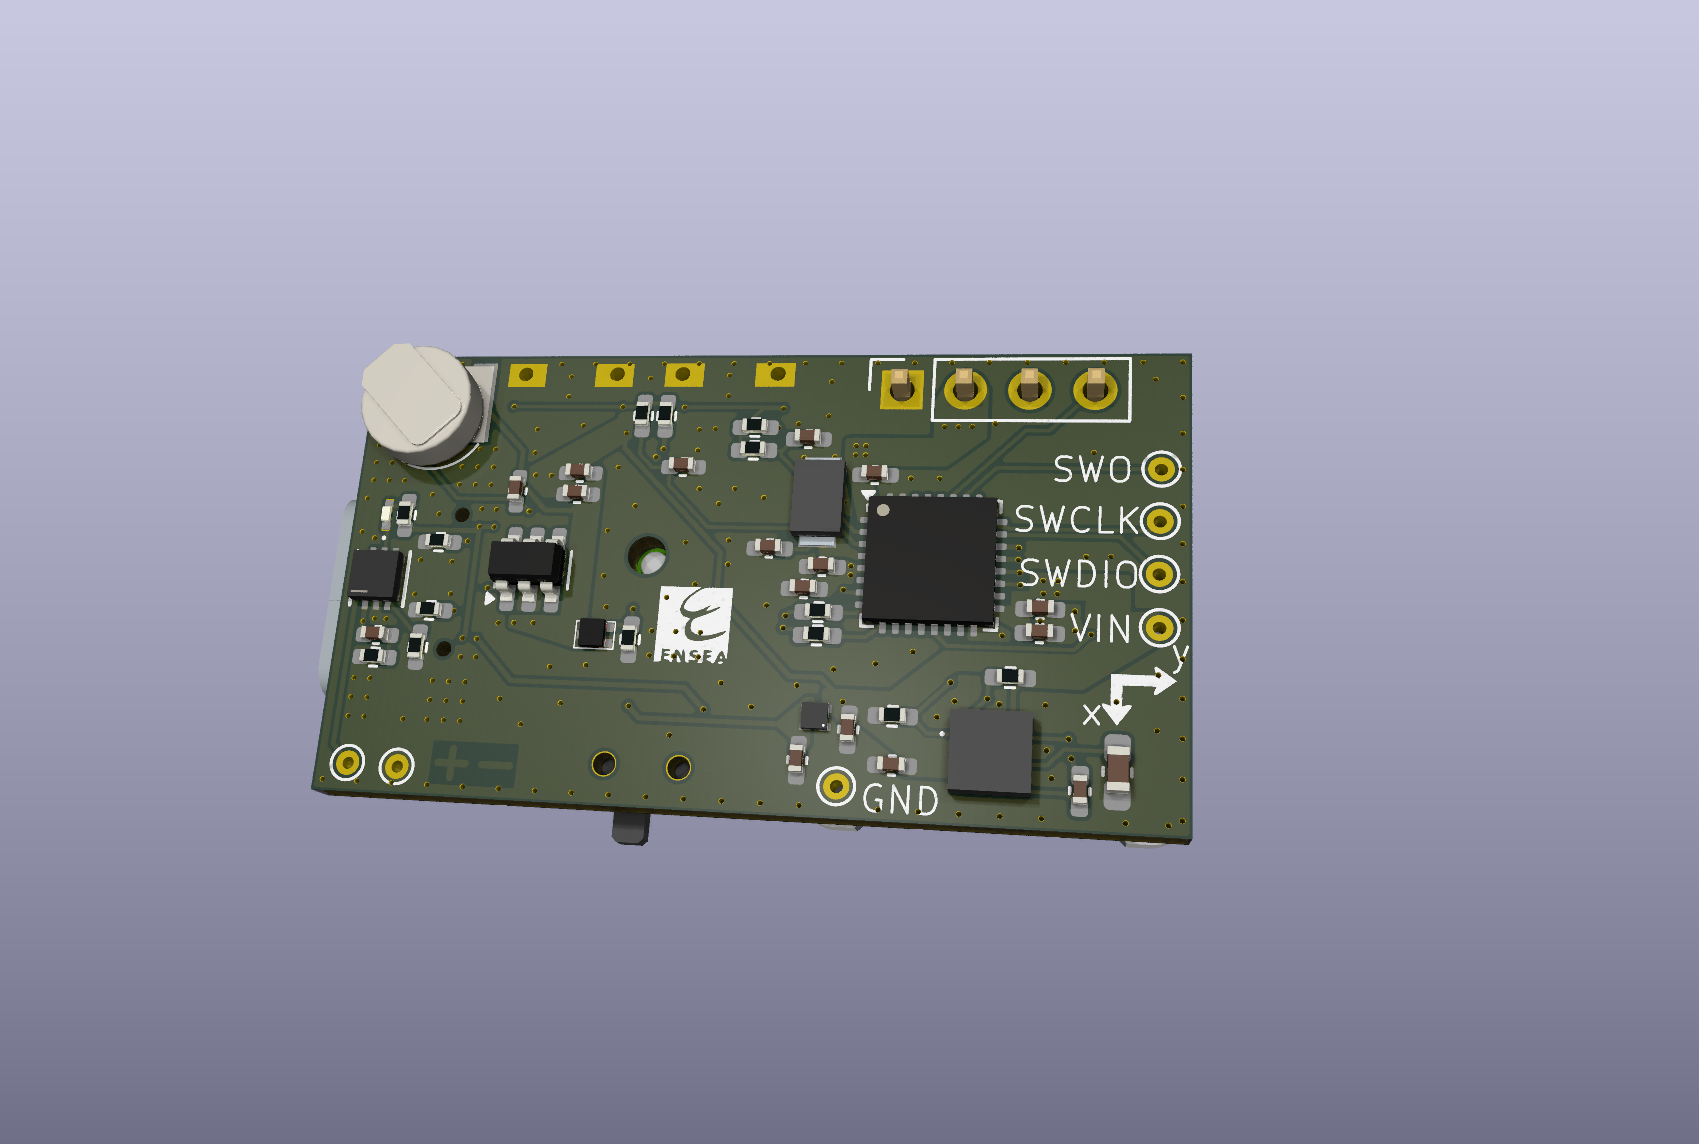 SWO
SWCLK
SWDIO
VIN
y
x
ENSEA
+ -
GND